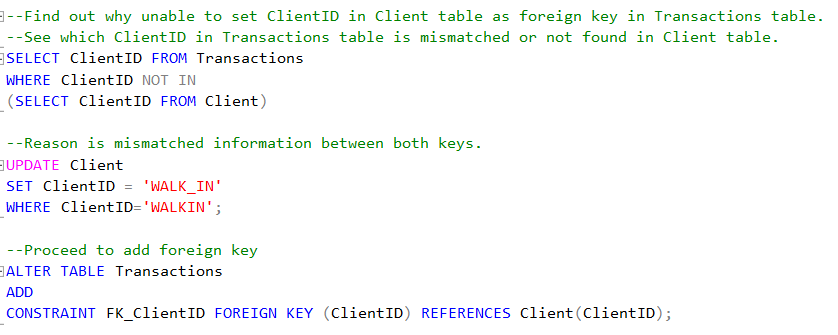 --Find out why unable to set ClientID in Client table as foreign key in Transactions table.
--See which ClientID in Transactions table is mismatched or not found in Client table.
SELECT ClientID FROM Transactions
WHERE ClientID NOT IN
(SELECT ClientID FROM Client)
--Reason is mismatched information between both keys.
UPDATE Client
SET ClientID = 'WALK_IN'
WHERE ClientID='WALKIN';
--Proceed to add foreign key
ALTER TABLE Transactions
ADD
CONSTRAINT FK_ClientID FOREIGN KEY (ClientID) REFERENCES Client(ClientID);